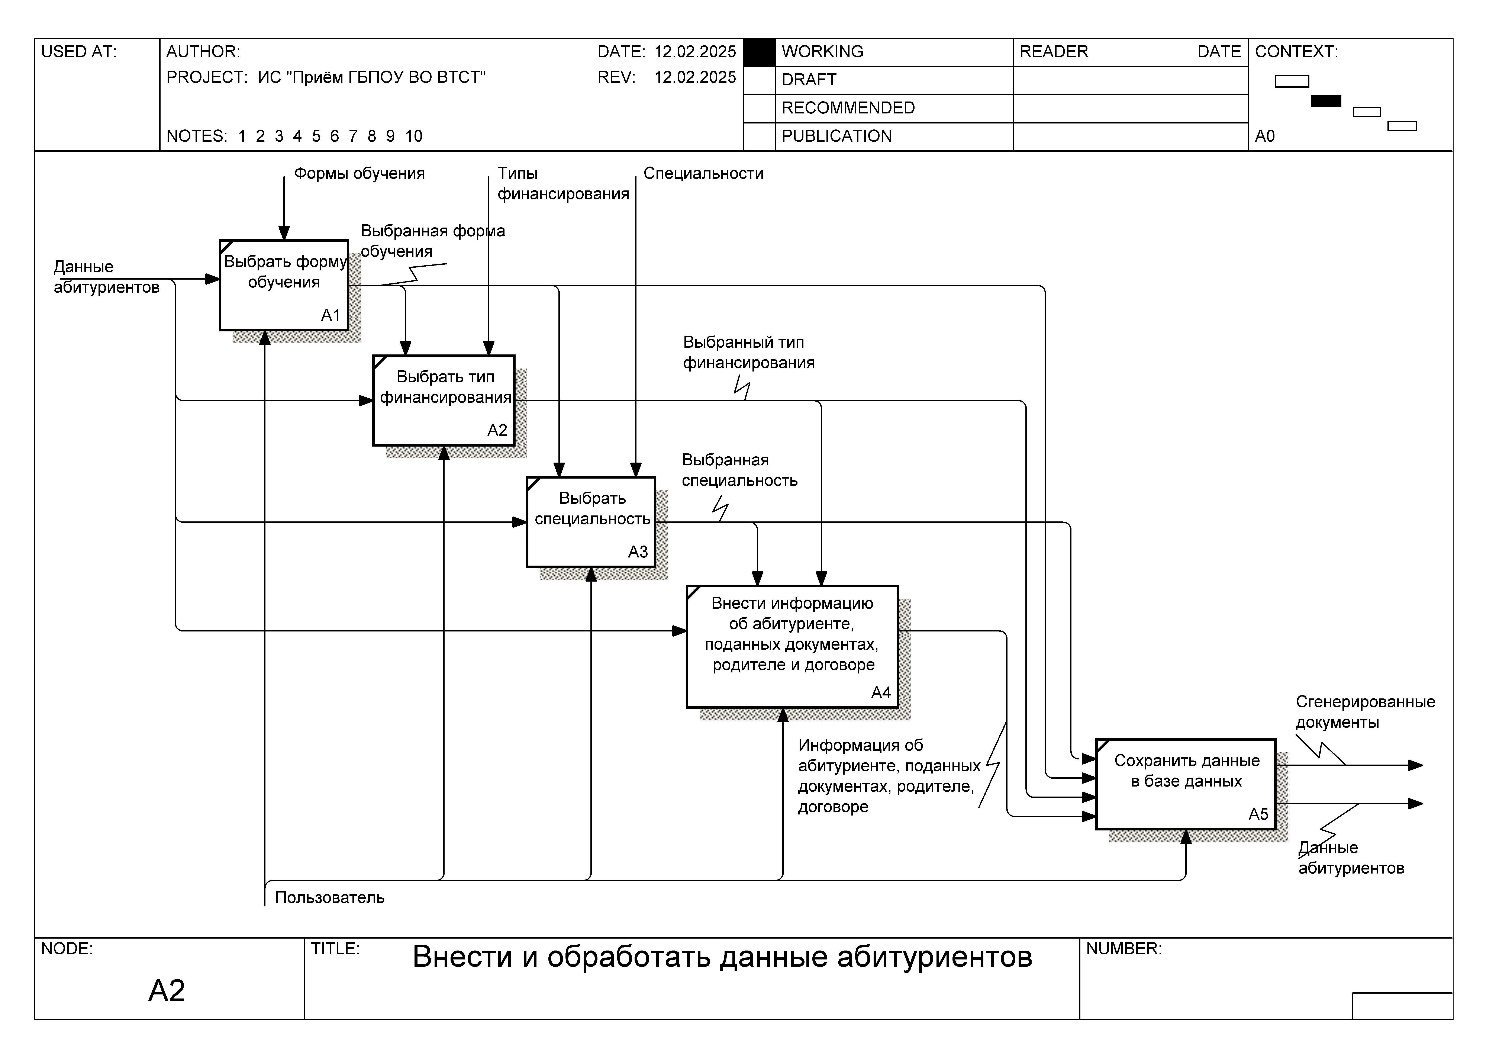 USED AT:
AUTHOR:
DATE: 12.02.2025
PROJECT: ИС "Приём ГБПОУ ВО ВТСТ"
REV: 12.02.2025
NOTES: 1 2 3 4 5 6 7 8 9 10
WORKING
DRAFT
RECOMMENDED
PUBLICATION
READER
DATE
CONTEXT:
A0
Формы обучения
Типы
финансирования
Специальности
Выбранная форма
обучения
Данные
абитуриентов
Выбрать форму
обучения
A1
Выбранный тип
финансирования
Выбрать тип
финансирования
A2
Выбранная
специальность
Выбрать
специальность
A3
Внести информацию
об абитуриенте,
поданных документах,
родителе и договоре
A4
Информация об
абитуриенте, поданных
документах, родителе,
договоре
Сгенерированные
документы
Сохранить данные
в базе данных
A5
Данные
абитуриентов
Пользователь
NODE:
A2
TITLE:
Внести и обработать данные абитуриентов
NUMBER: